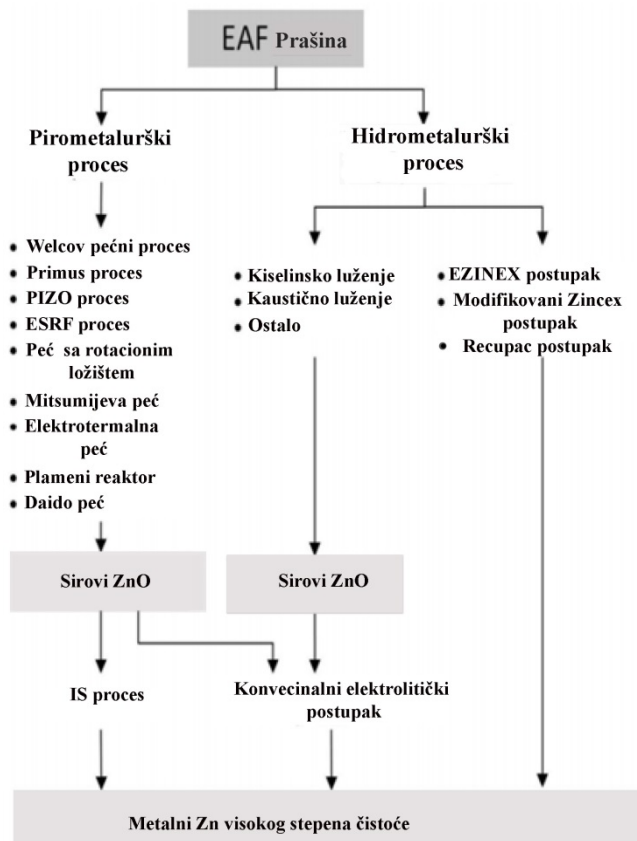 EAF Prašina
Pirometalurški
proces
Hidrometalurški
proces
Welcov pećni proces
Primus proces
PIZO proces
ESRF proces
Peć sa rotacionim
ložištem
Mitsumijeva peć
Elektrotermalna
peć
Plameni reaktor
Daido peć
Kiselinsko luženje
Kaustično luženje
Ostalo
EZINEX postupak
Modifikovani Zincex
postupak
Recupac postupak
Sirovi ZnO
Sirovi ZnO
IS proces
Konvecinalni elektrolitički
postupak
Metalni Zn visokog stepena čistoće